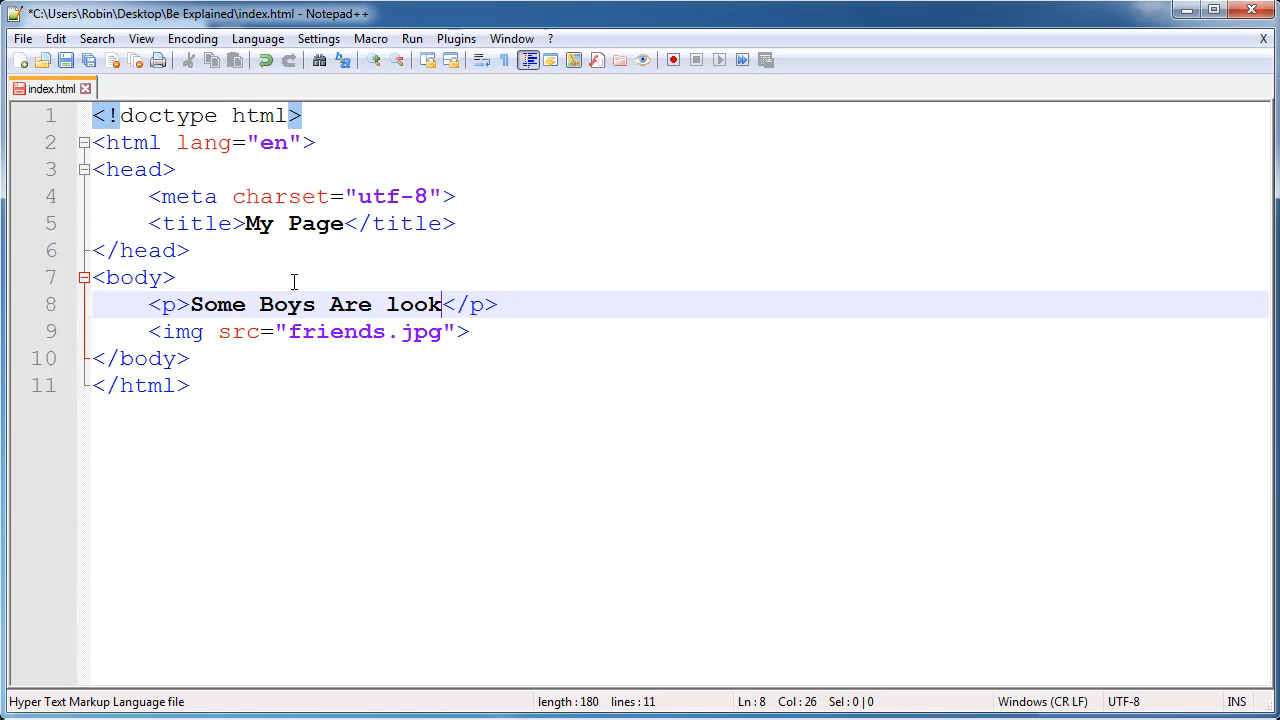 *C:\Users\Robin\Desktop\Be Explained\index.html - Notepad++
File Edit Search View Encoding Language Settings Macro Run Plugins Window ? X
index.html
1 <!doctype html>
2 <html lang="en">
3 <head>
4 <meta charset="utf-8">
5 <title>My Page</title>
6 </head>
7 <body>
8 <p>Some Boys Are look</p>
9 <img src="friends.jpg">
10 </body>
11 </html>
Hyper Text Markup Language file length : 180 lines : 11 Ln : 8 Col : 26 Sel : 0 | 0 Windows (CR LF) UTF-8 INS